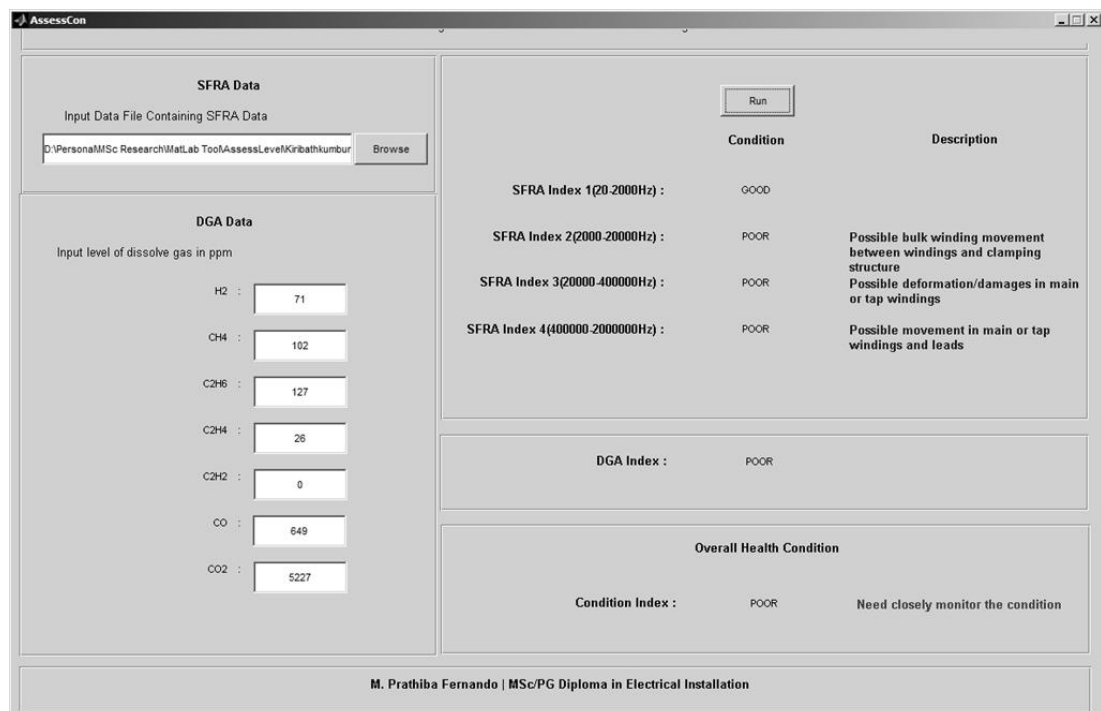 AssessCon
SFRA Data
Input Data File Containing SFRA Data
D:\Personal\MSc Research\MatLab Tool\AssessLevel\Kiribathkumbur
Browse
DGA Data
Input level of dissolve gas in ppm
H2 : 71
CH4 : 102
C2H6 : 127
C2H4 : 26
C2H2 : 0
CO : 649
CO2 : 5227
Run
Condition Description
SFRA Index 1(20-2000Hz) : GOOD
SFRA Index 2(2000-20000Hz) : POOR Possible bulk winding movement
between windings and clamping
structure
SFRA Index 3(20000-400000Hz) : POOR Possible deformation/damages in main
or tap windings
SFRA Index 4(400000-2000000Hz) : POOR Possible movement in main or tap
windings and leads
DGA Index : POOR
Overall Health Condition
Condition Index : POOR Need closely monitor the condition
M. Prathiba Fernando | MSc/PG Diploma in Electrical Installation